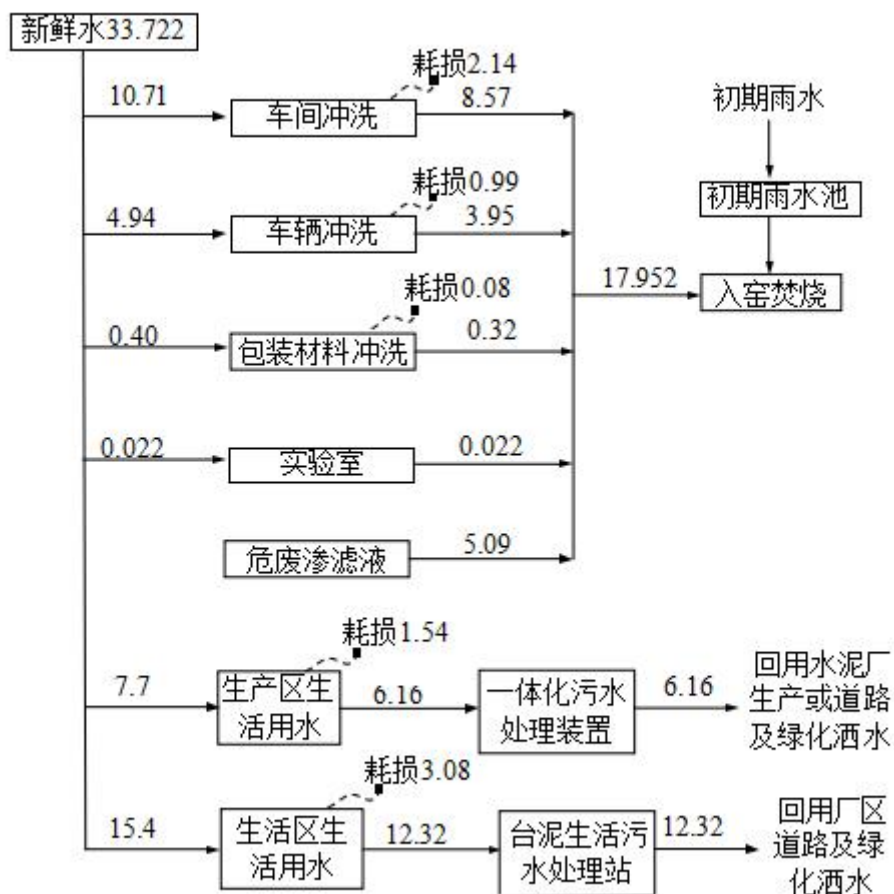 新鲜水33.722
耗损2.14
10.71
车间冲洗
8.57
初期雨水
耗损0.99
初期雨水池
4.94
车辆冲洗
3.95
17.952
入窑焚烧
耗损0.08
0.40
包装材料冲洗
0.32
0.022
实验室
0.022
危废渗滤液
5.09
耗损1.54
7.7
生产区生
活用水
6.16
一体化污水
处理装置
6.16
回用水泥厂
生产或道路
及绿化洒水
耗损3.08
15.4
生活区生
活用水
12.32
台泥生活污
水处理站
12.32
回用厂区
道路及绿
化洒水